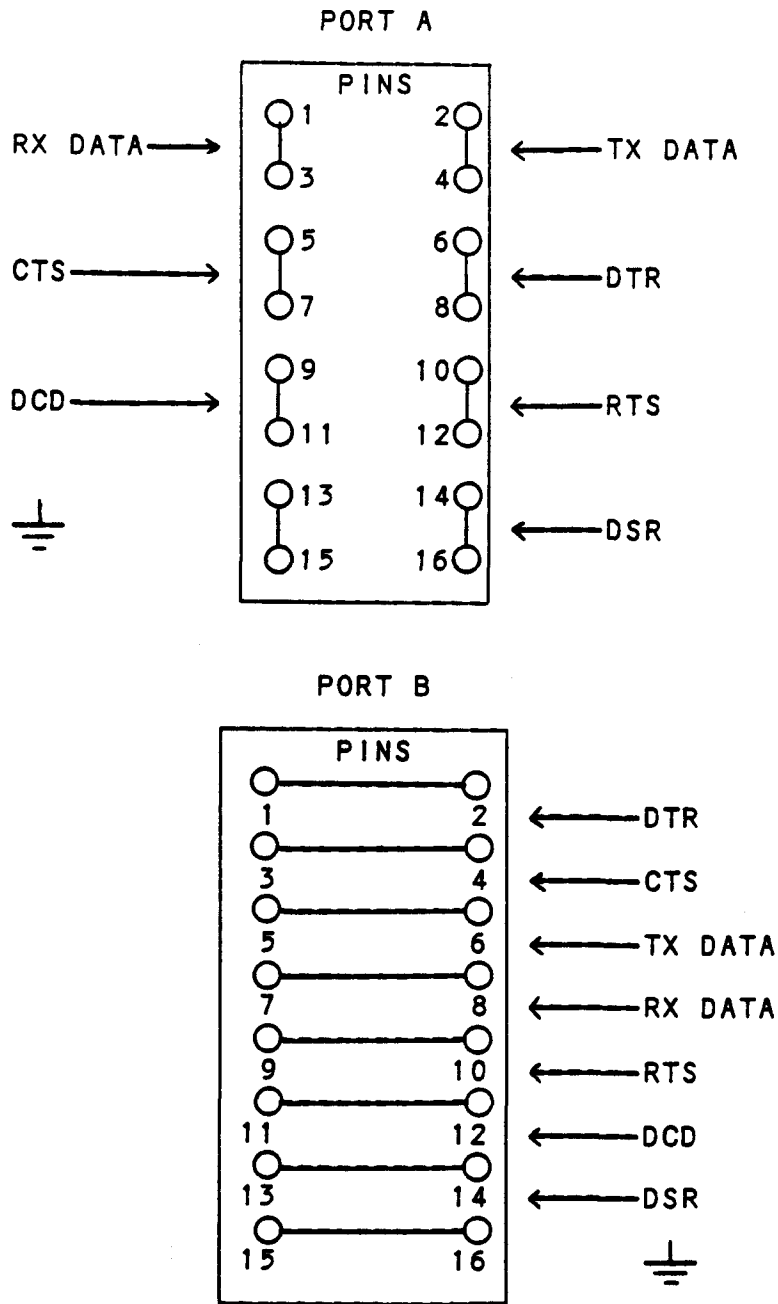 PORT A
PINS
1 2
RX DATA TX DATA
3 4
5 6
CTS DTR
7 8
9 10
DCD RTS
11 12
13 14
DSR
15 16
PORT B
PINS
1 2
DTR
3 4
CTS
5 6
TX DATA
7 8
RX DATA
9 10
RTS
11 12
DCD
13 14
DSR
15 16